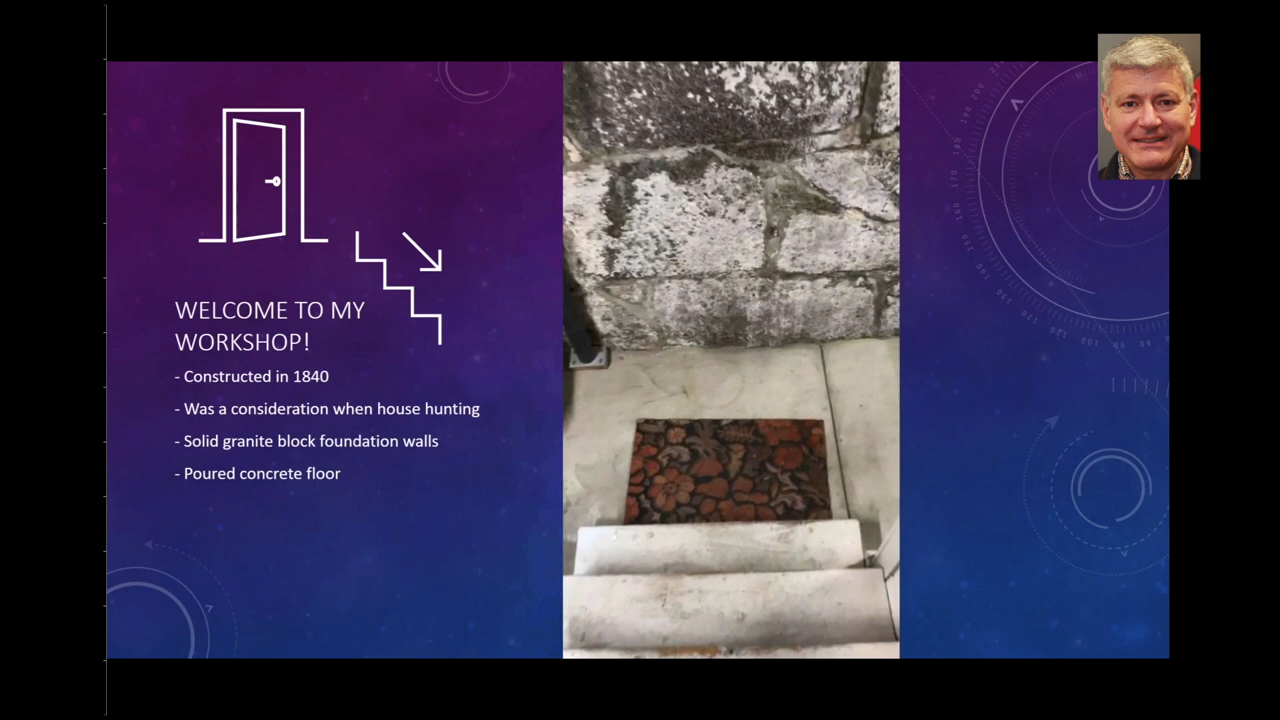 WELCOME TO MY
WORKSHOP!
- Constructed in 1840
- Was a consideration when house hunting
- Solid granite block foundation walls
- Poured concrete floor